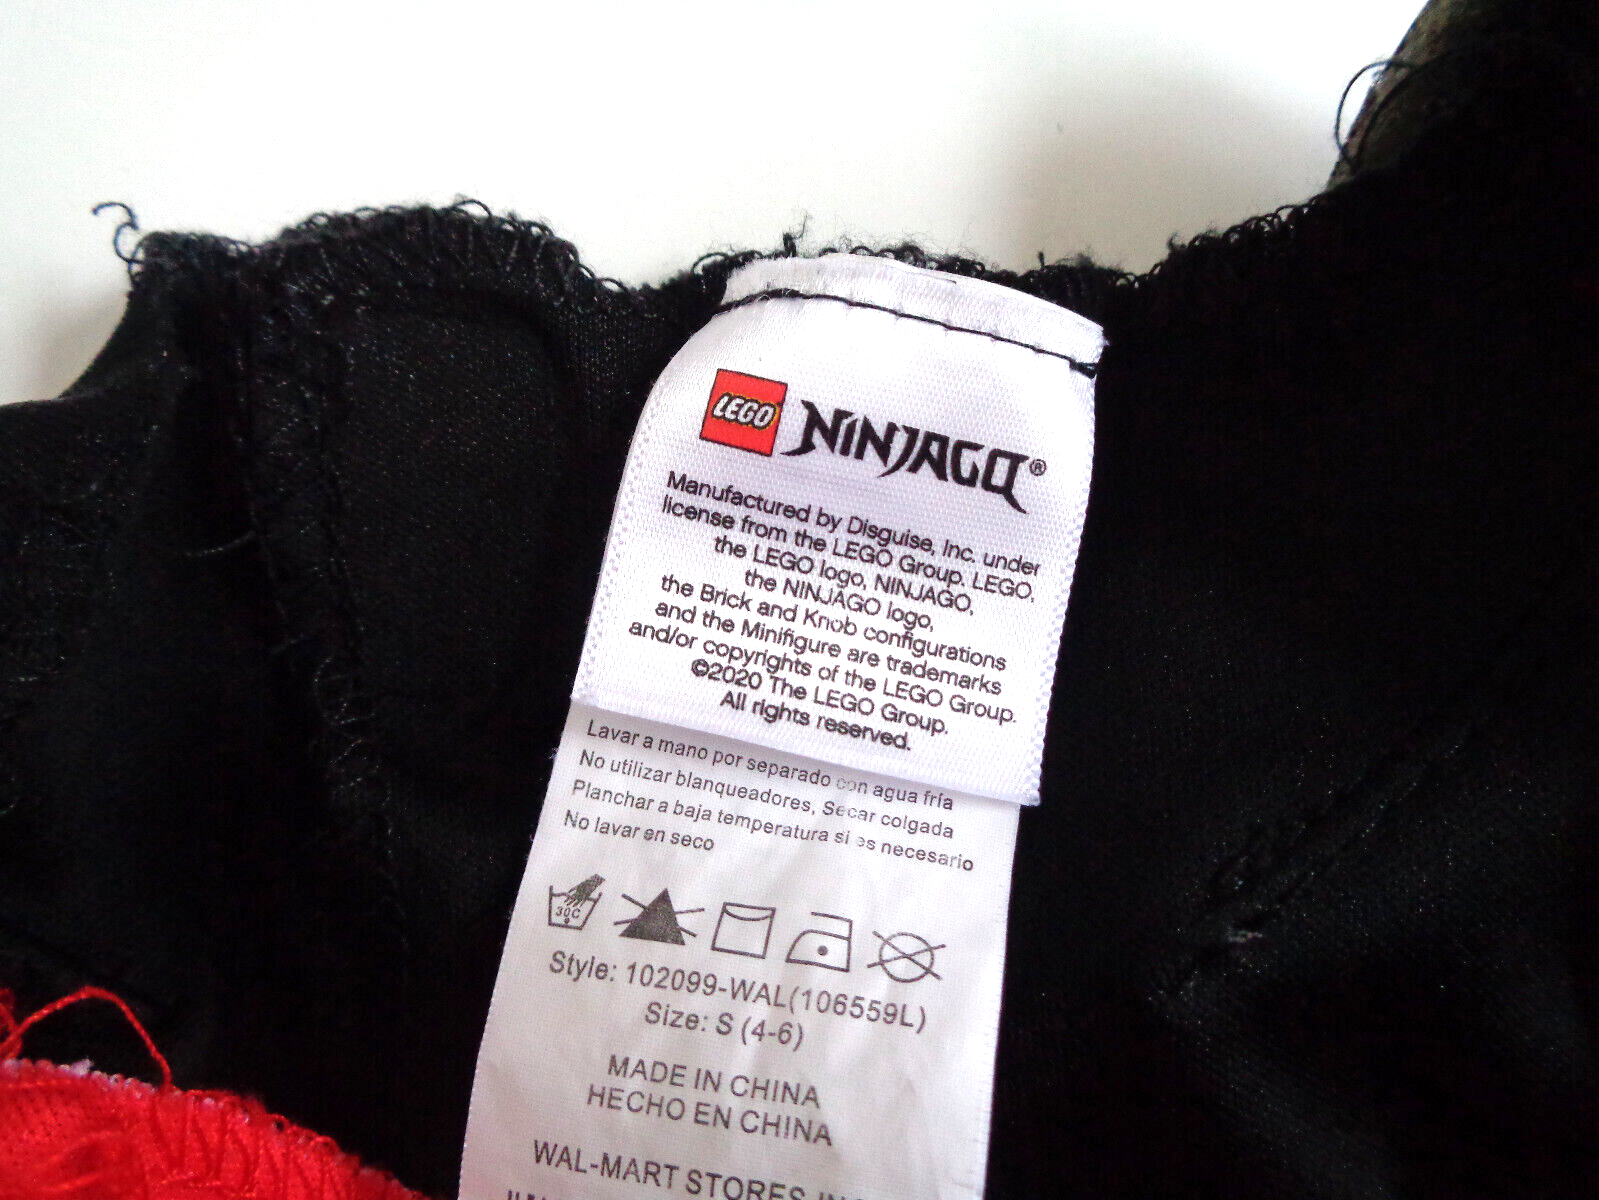 LEGO NINJAGO®
Manufactured by Disguise, Inc. under
license from the LEGO Group. LEGO,
the LEGO logo, NINJAGO,
the NINJAGO logo,
the Brick and Knob configurations
and the Minifigure are trademarks
and/or copyrights of the LEGO Group.
©2020 The LEGO Group.
All rights reserved.
Lavar a mano por separado con agua fría
No utilizar blanqueadores, Secar colgada
Planchar a baja temperatura si es necesario
No lavar en seco
30C
Style: 102099-WAL(106559L)
Size: S (4-6)
MADE IN CHINA
HECHO EN CHINA
WAL-MART STORES